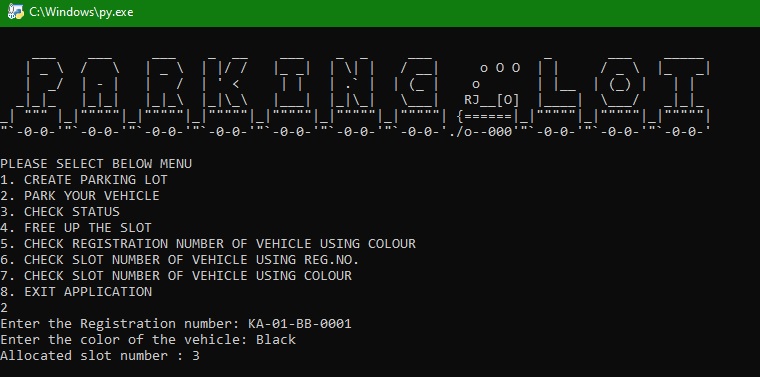 C:\Windows\py.exe
PARKING LOT
PLEASE SELECT BELOW MENU
1. CREATE PARKING LOT
2. PARK YOUR VEHICLE
3. CHECK STATUS
4. FREE UP THE SLOT
5. CHECK REGISTRATION NUMBER OF VEHICLE USING COLOUR
6. CHECK SLOT NUMBER OF VEHICLE USING REG.NO.
7. CHECK SLOT NUMBER OF VEHICLE USING COLOUR
8. EXIT APPLICATION
2
Enter the Registration number: KA-01-BB-0001
Enter the color of the vehicle: Black
Allocated slot number : 3